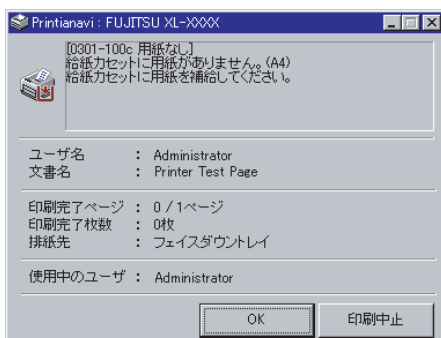 Printianavi : FUJITSU XL-XXXX
[0301-100c 用紙なし]
給紙カセットに用紙がありません。(A4)
給紙カセットに用紙を補給してください。
ユーザ名 : Administrator
文書名 : Printer Test Page
印刷完了ページ : 0 / 1ページ
印刷完了枚数 : 0枚
排紙先 : フェイスダウントレイ
使用中のユーザ : Administrator
OK 印刷中止